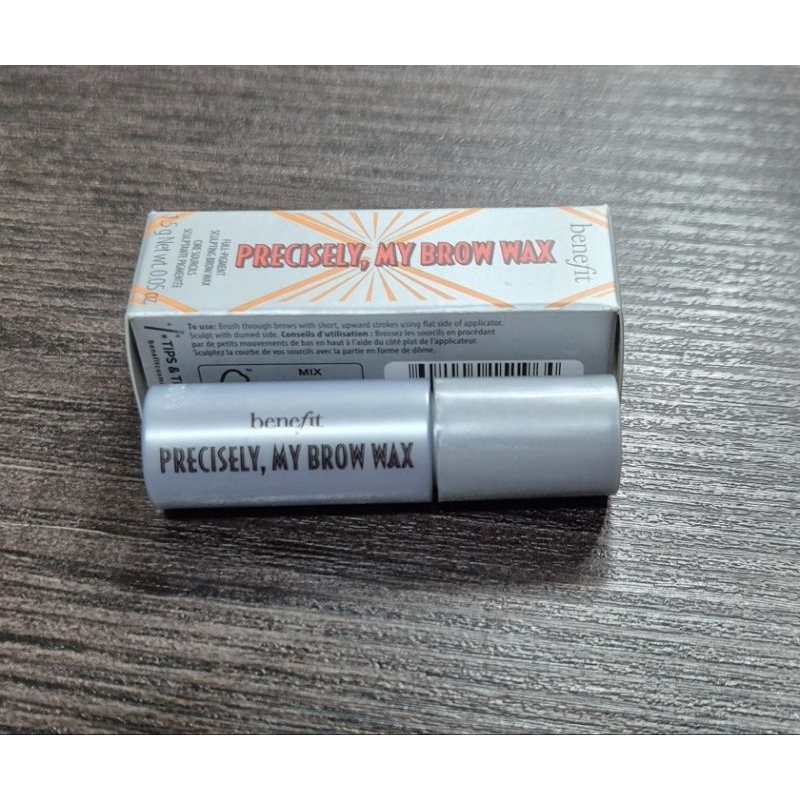 benefit
PRECISELY, MY BROW WAX
FULL-PIGMENT
SCULPTING BROW WAX
CIRE SOURCILS
SCULPTANTE PIGMENTÉE
1.5 g Net wt. 0.05 oz.
To use: Brush through brows with short, upward strokes using flat side of applicator.
Sculpt with domed side. Conseils d'utilisation : Brossez les sourcils en procédant
par de petits mouvements de bas en haut à l'aide du côté plat de l'applicateur.
Sculptez la courbe de vos sourcils avec la partie en forme de dôme.
TIPS &
MIX
benefit
PRECISELY, MY BROW WAX